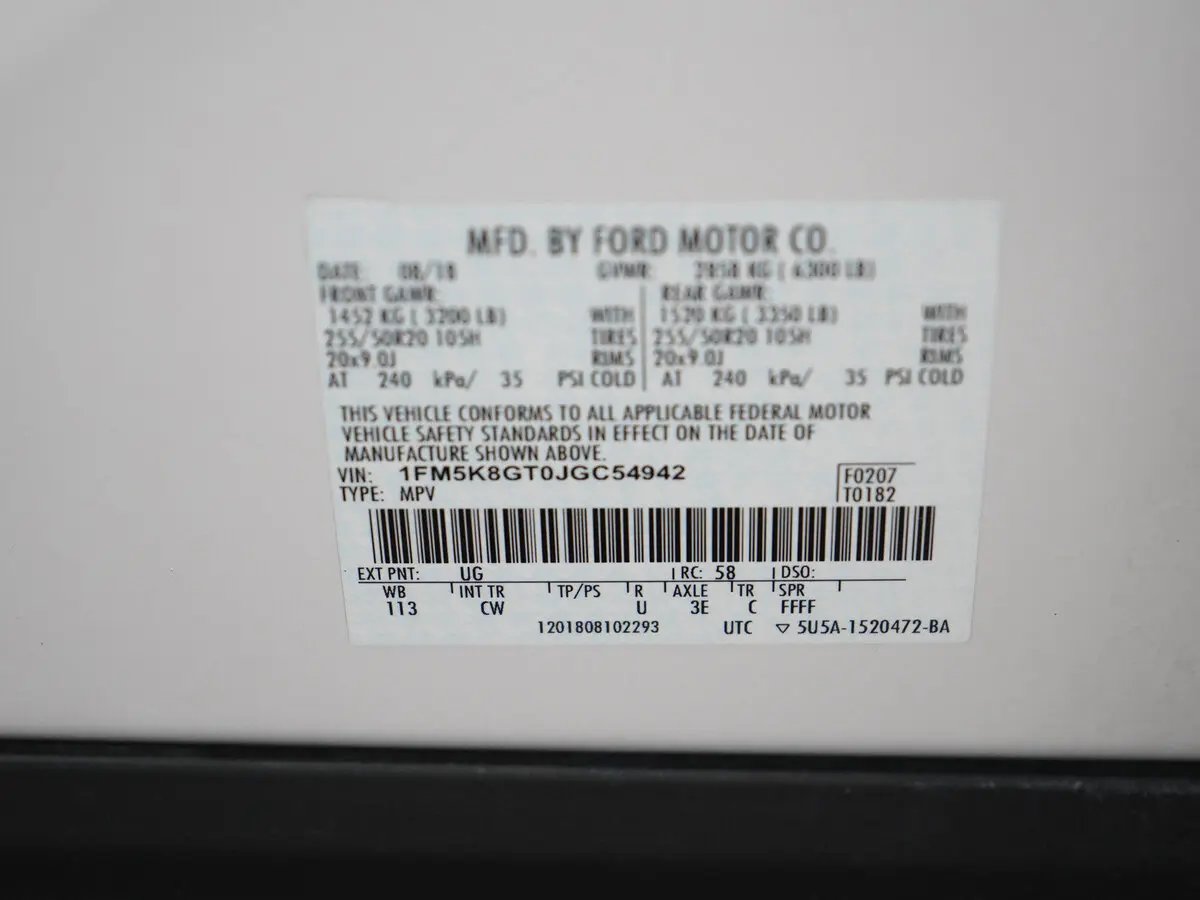 MFD. BY FORD MOTOR CO.
DATE: 08/18 GVWR: 2858 KG ( 6300 LB)
FRONT GAWR: REAR GAWR:
1452 KG ( 3200 LB) WITH 1520 KG ( 3350 LB) WITH
255/50R20 105H TIRES 255/50R20 105H TIRES
20x9.0J RIMS 20x9.0J RIMS
AT 240 kPa/ 35 PSI COLD AT 240 kPa/ 35 PSI COLD
THIS VEHICLE CONFORMS TO ALL APPLICABLE FEDERAL MOTOR
VEHICLE SAFETY STANDARDS IN EFFECT ON THE DATE OF
MANUFACTURE SHOWN ABOVE.
VIN: 1FM5K8GT0JGC54942 F0207
TYPE: MPV T0182
EXT PNT: UG RC: 58 DSO:
WB INT TR TP/PS R AXLE TR SPR
113 CW U 3E C FFFF
1201808102293 UTC ▽ 5U5A-1520472-BA